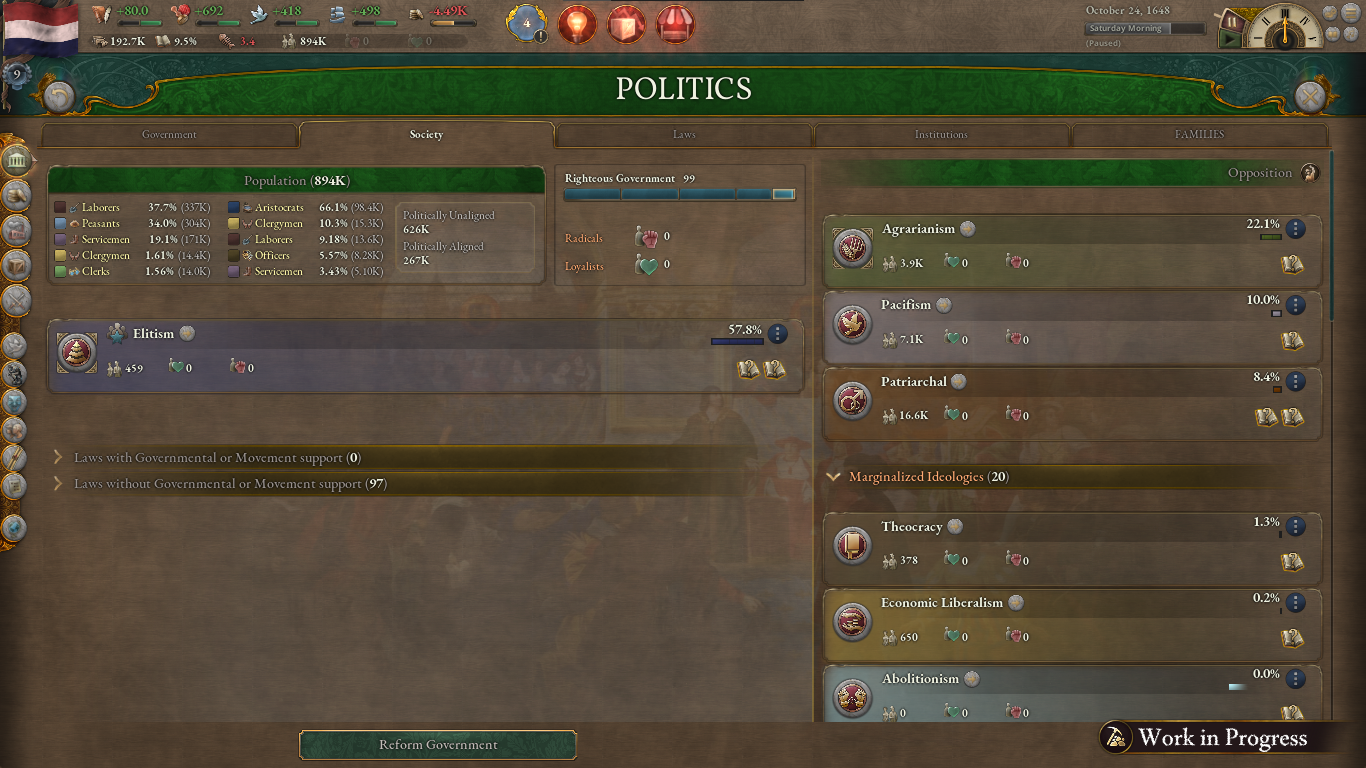 +80.0 +692 +418 +498 -4.49K
4
October 24, 1648
192.7K 9.5% 3.4 894K 0 0
Saturday Morning
(Paused)
9
POLITICS
Government Society Laws Institutions FAMILIES
Population (894K)
Laborers 37.7% (337K) Aristocrats 66.1% (98.4K)
Peasants 34.0% (304K) Clergymen 10.3% (15.3K)
Servicemen 19.1% (171K) Laborers 9.18% (13.6K)
Clergymen 1.61% (14.4K) Officers 5.57% (8.28K)
Clerks 1.56% (14.0K) Servicemen 3.43% (5.10K)
Politically Unaligned
626K
Politically Aligned
267K
Righteous Government 99
Radicals 0
Loyalists 0
Elitism 57.8%
459 0 0
Laws with Governmental or Movement support (0)
Laws without Governmental or Movement support (97)
Reform Government
Opposition
Agrarianism 22.1%
3.9K 0 0
Pacifism 10.0%
7.1K 0 0
Patriarchal 8.4%
16.6K 0 0
Marginalized Ideologies (20)
Theocracy 1.3%
378 0 0
Economic Liberalism 0.2%
650 0 0
Abolitionism 0.0%
0 0 0
Work in Progress